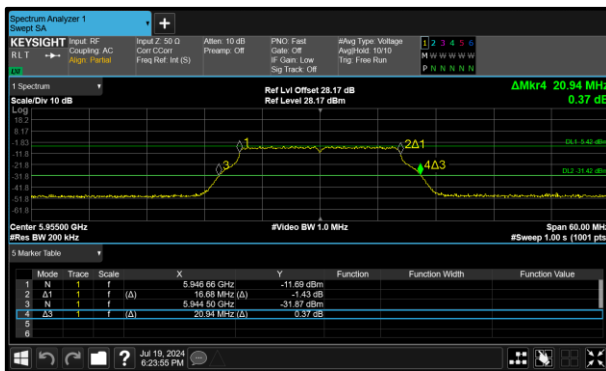 Spectrum Analyzer 1
Swept SA
+
KEYSIGHT Input: RF Input Z: 50 Ω Atten: 10 dB PNO: Fast #Avg Type: Voltage 1 2 3 4 5 6
RLT Coupling: AC Corr CCorr Preamp: Off Gate: Off Avg|Hold: 10/10 M W W W W W
Align: Partial Freq Ref: Int (S) IF Gain: Low Trig: Free Run
Sig Track: Off P N N N N N
1 Spectrum Ref Lvl Offset 28.17 dB ΔMkr4 20.94 MHz
Scale/Div 10 dB Ref Level 28.17 dBm 0.37 dB
Log
18.2
8.17
-1.83
-11.8
-21.8
-31.8
-41.8
-51.8
-61.8
1
2Δ1
3
4Δ3
DL1 -5.42 dBm
DL2 -31.42 dBm
Center 5.95500 GHz #Video BW 1.0 MHz Span 60.00 MHz
#Res BW 200 kHz #Sweep 1.00 s (1001 pts)
5 Marker Table
Mode Trace Scale X Y Function Function Width Function Value
1 N 1 f 5.946 66 GHz -11.69 dBm
2 Δ1 1 f (Δ) 16.68 MHz (Δ) -1.43 dB
3 N 1 f 5.944 50 GHz -31.87 dBm
4 Δ3 1 f (Δ) 20.94 MHz (Δ) 0.37 dB
5
6
? Jul 19, 2024
6:23:55 PM